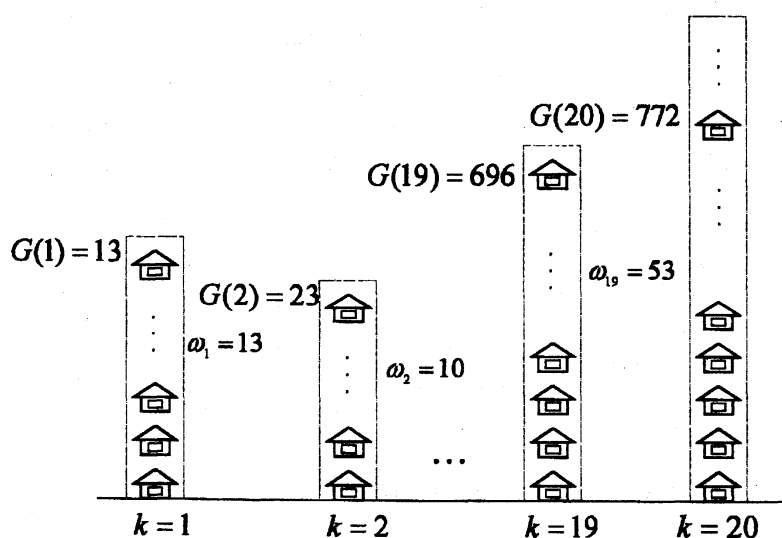 G(20) = 772
G(19) = 696
G(1) = 13
ω₁₉ = 53
G(2) = 23
ω₁ = 13
ω₂ = 10
...
k = 1
k = 2
k = 19
k = 20